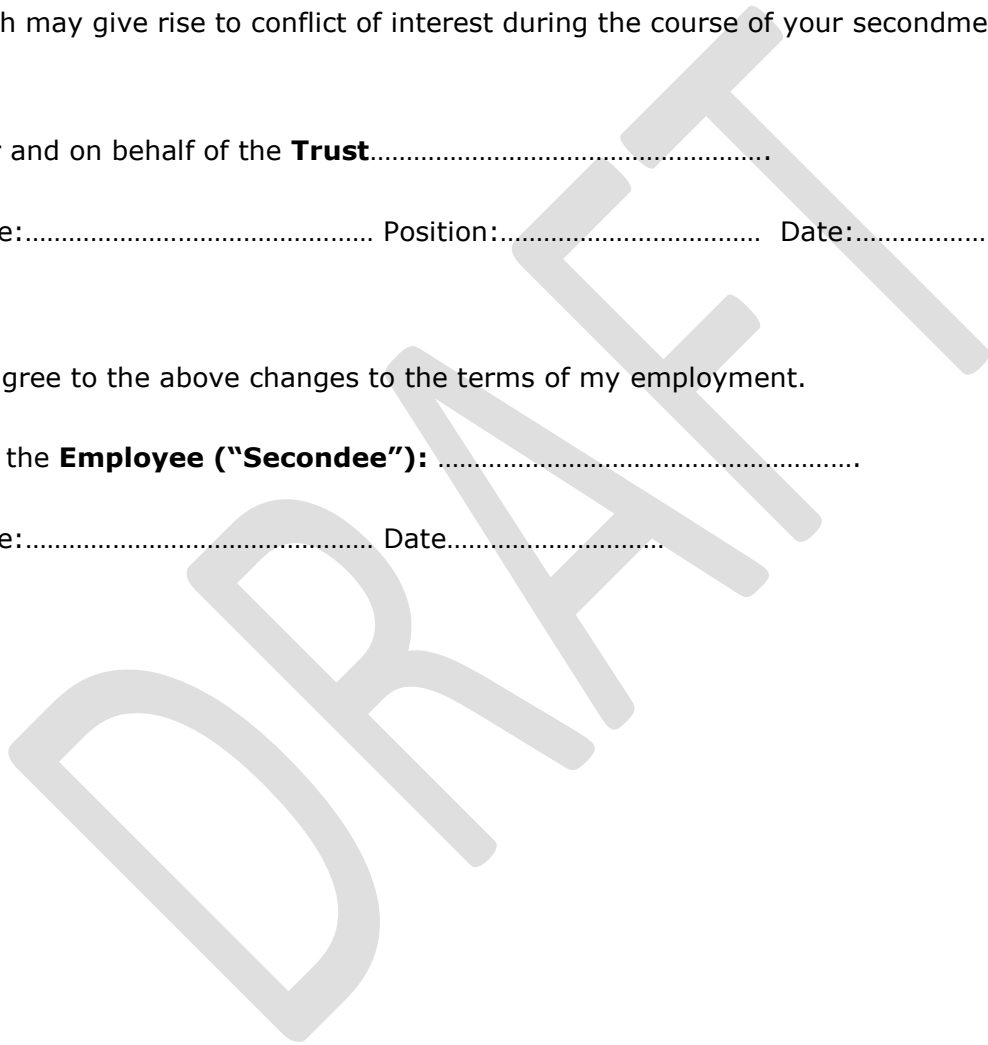 h may give rise to conflict of interest during the course of your secondme
and on behalf of the Trust……………………………………………….
e:………………………………………… Position:……………………………… Date:………………
gree to the above changes to the terms of my employment.
the Employee (“Secondee”): ………………………………………………….
e:………………………………………… Date…………………………
DRAFT